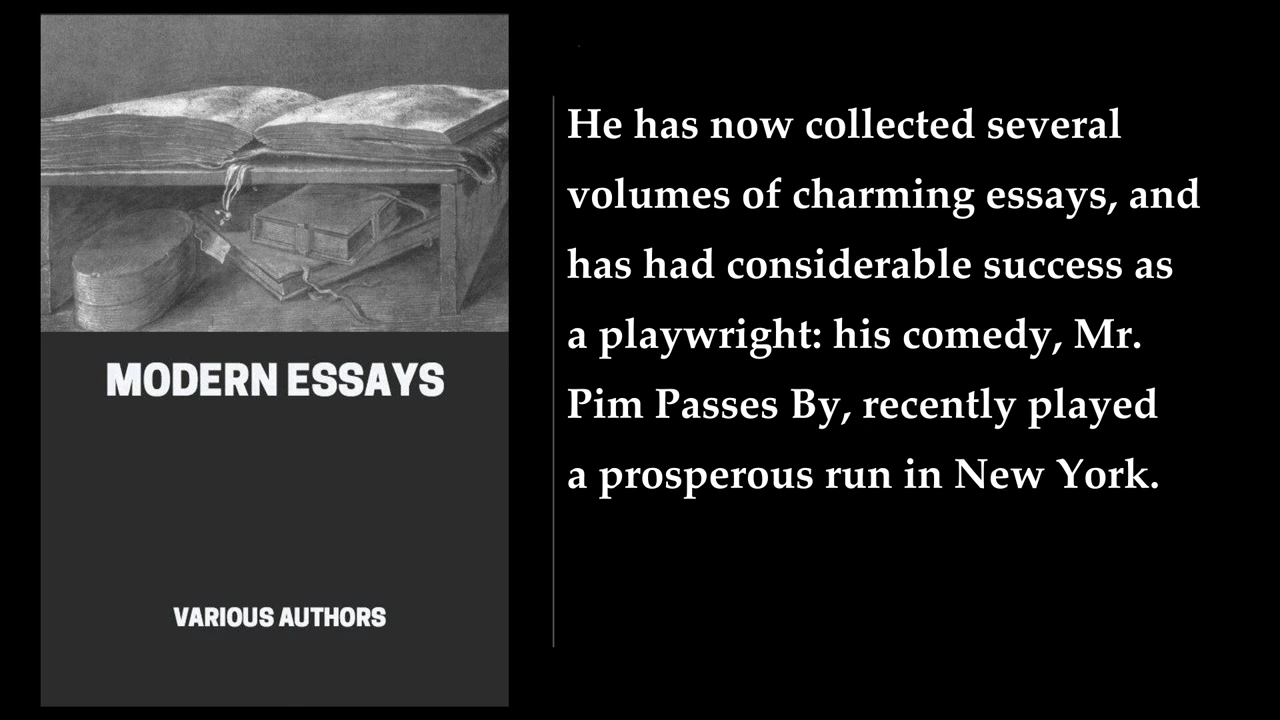 MODERN ESSAYS
VARIOUS AUTHORS
He has now collected several
volumes of charming essays, and
has had considerable success as
a playwright: his comedy, Mr.
Pim Passes By, recently played
a prosperous run in New York.